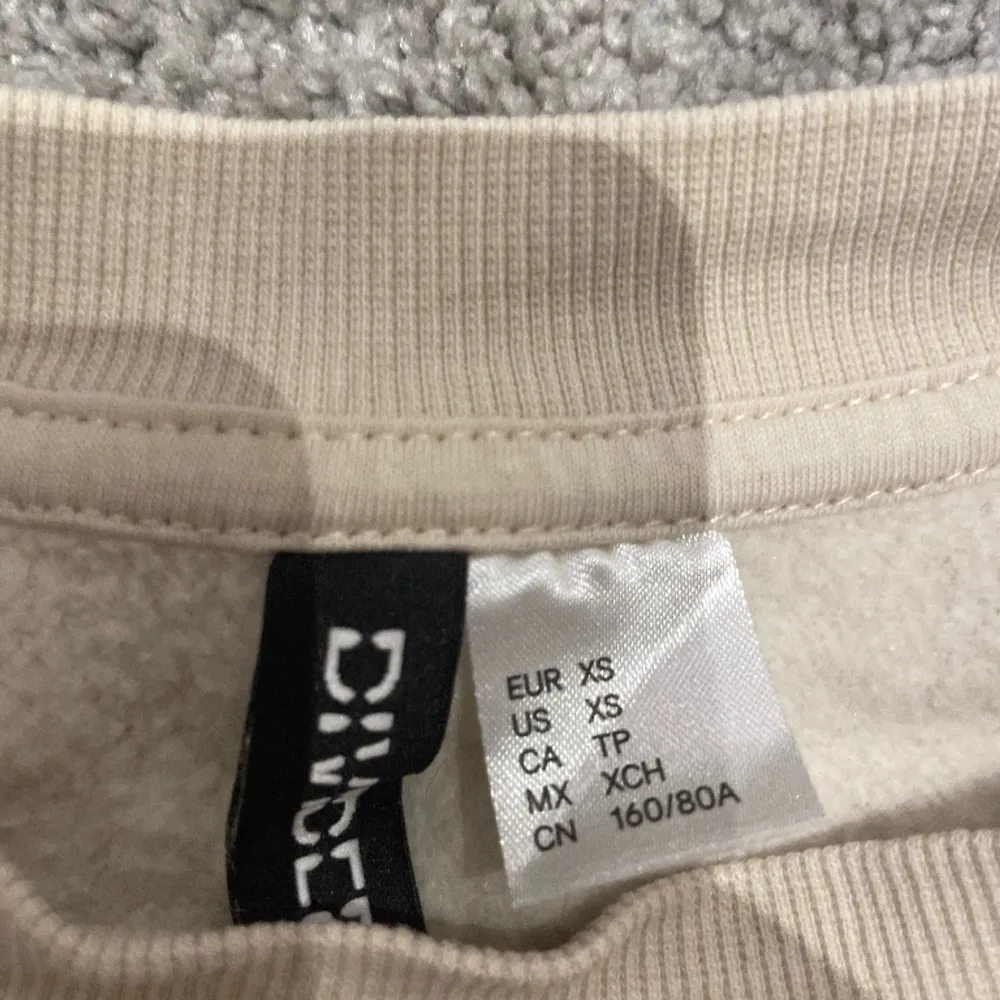 EUR XS
US XS
CA TP
MX XCH
CN 160/80A